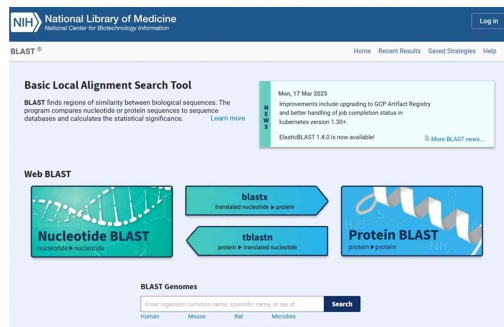 NIH National Library of Medicine
National Center for Biotechnology Information
Log in
BLAST ®
Home Recent Results Saved Strategies Help
Basic Local Alignment Search Tool
BLAST finds regions of similarity between biological sequences. The
program compares nucleotide or protein sequences to sequence
databases and calculates the statistical significance. Learn more
NEWS
Mon, 17 Mar 2025
Improvements include upgrading to GCP Artifact Registry
and better handling of job completion status in
kubernetes version 1.30+.
ElasticBLAST 1.4.0 is now available!
More BLAST news...
Web BLAST
Nucleotide BLAST
nucleotide ▶ nucleotide
blastx
translated nucleotide ▶ protein
tblastn
protein ▶ translated nucleotide
Protein BLAST
protein ▶ protein
BLAST Genomes
Enter organism common name, scientific name, or tax id
Search
Human Mouse Rat Microbes